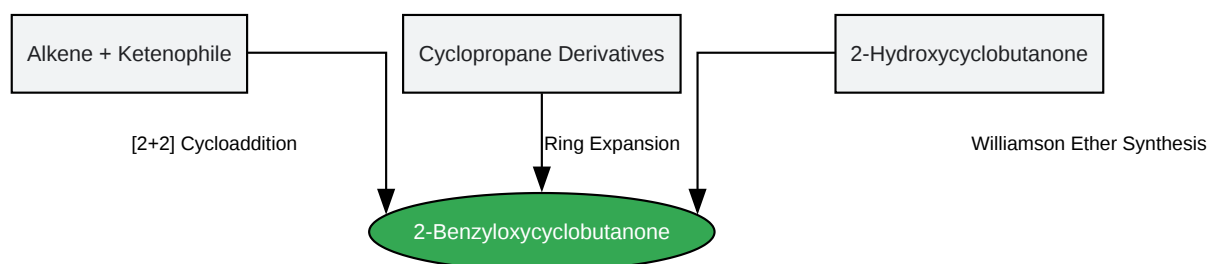 Alkene + Ketenophile
Cyclopropane Derivatives
2-Hydroxycyclobutanone
[2+2] Cycloaddition
Ring Expansion
Williamson Ether Synthesis
2-Benzyloxycyclobutanone